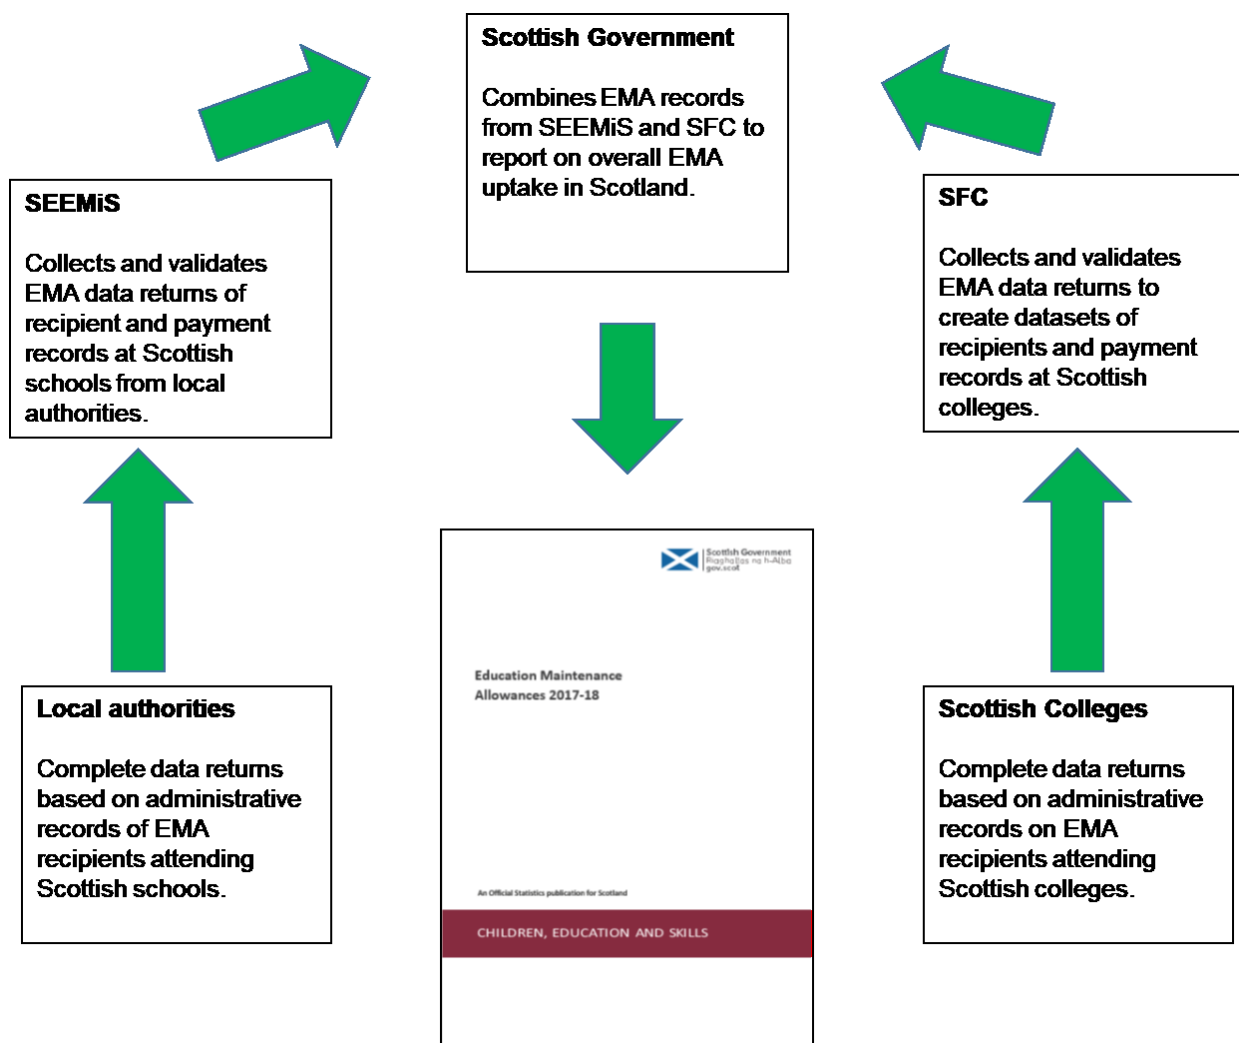 Scottish Government
Combines EMA records
from SEEMiS and SFC to
report on overall EMA
uptake in Scotland.
SEEMiS
Collects and validates
EMA data returns of
recipient and payment
records at Scottish
schools from local
authorities.
SFC
Collects and validates
EMA data returns to
create datasets of
recipients and payment
records at Scottish
colleges.
Local authorities
Complete data returns
based on administrative
records of EMA
recipients attending
Scottish schools.
Scottish Government
Riaghaltas na h-Alba
gov.scot
Education Maintenance
Allowances 2017-18
An Official Statistics publication for Scotland
CHILDREN, EDUCATION AND SKILLS
Scottish Colleges
Complete data returns
based on administrative
records on EMA
recipients attending
Scottish colleges.